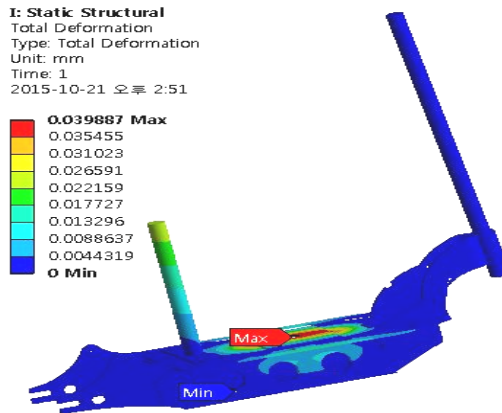 I: Static Structural
Total Deformation
Type: Total Deformation
Unit: mm
Time: 1
2015-10-21 오후 2:51
0.039887 Max
0.035455
0.031023
0.026591
0.022159
0.017727
0.013296
0.0088637
0.0044319
0 Min
Max
Min